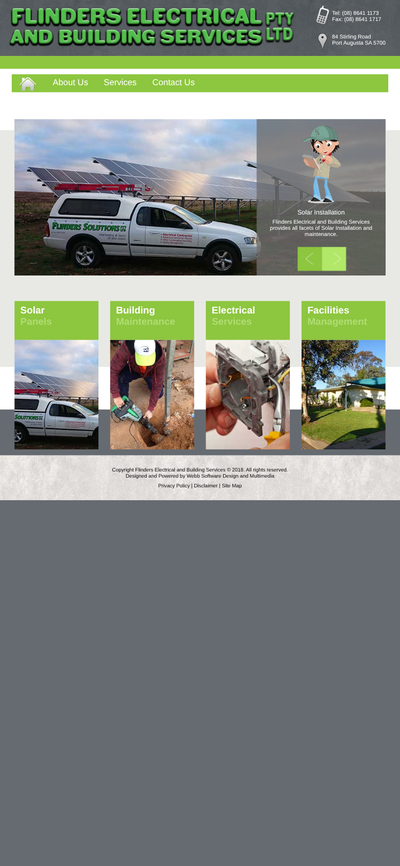 FLINDERS ELECTRICAL PTY
AND BUILDING SERVICES LTD
Tel: (08) 8641 1173
Fax: (08) 8641 1717
84 Stirling Road
Port Augusta SA 5700
About Us Services Contact Us
FLINDERS SOLUTIONS
Solar Installation
Flinders Electrical and Building Services
provides all facets of Solar Installation and
maintenance.
Solar
Panels
Building
Maintenance
Electrical
Services
Facilities
Management
Copyright Flinders Electrical and Building Services © 2018. All rights reserved.
Designed and Powered by Webb Software Design and Multimedia
Privacy Policy | Disclaimer | Site Map